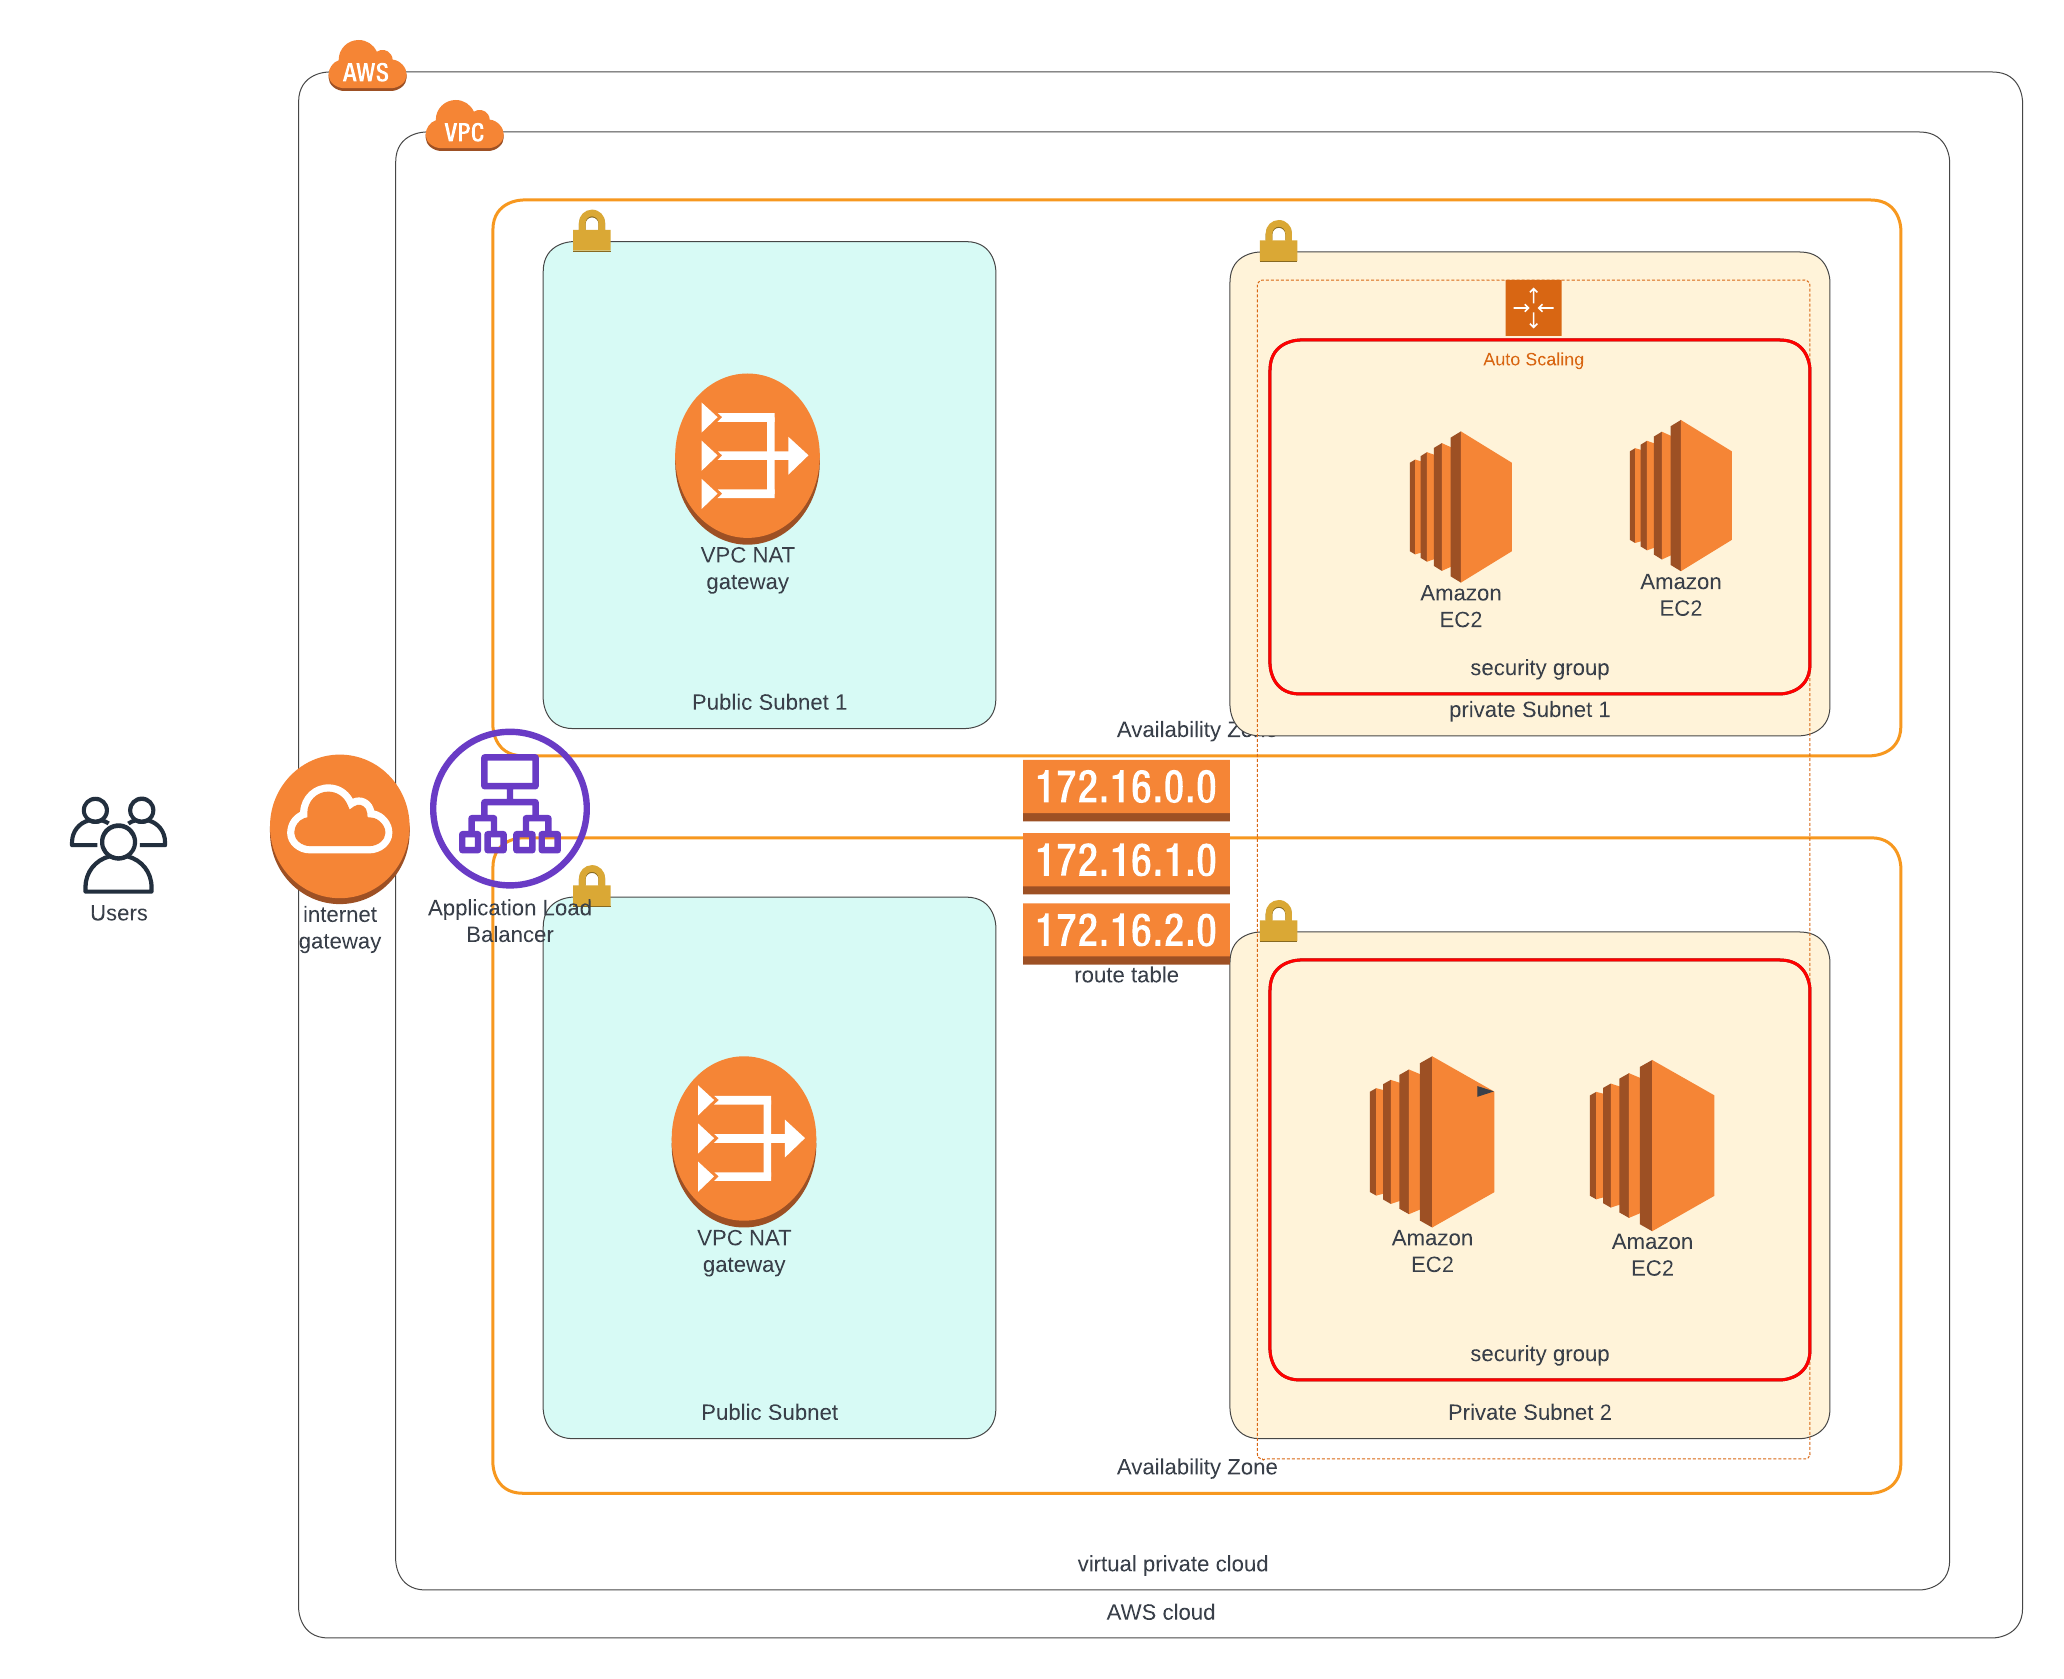 AWS
VPC
Auto Scaling
VPC NAT
gateway
Amazon
EC2
Amazon
EC2
security group
Public Subnet 1
private Subnet 1
Availability Zone
172.16.0.0
172.16.1.0
172.16.2.0
route table
Users
internet
gateway
Application Load
Balancer
VPC NAT
gateway
Amazon
EC2
Amazon
EC2
security group
Public Subnet
Private Subnet 2
Availability Zone
virtual private cloud
AWS cloud